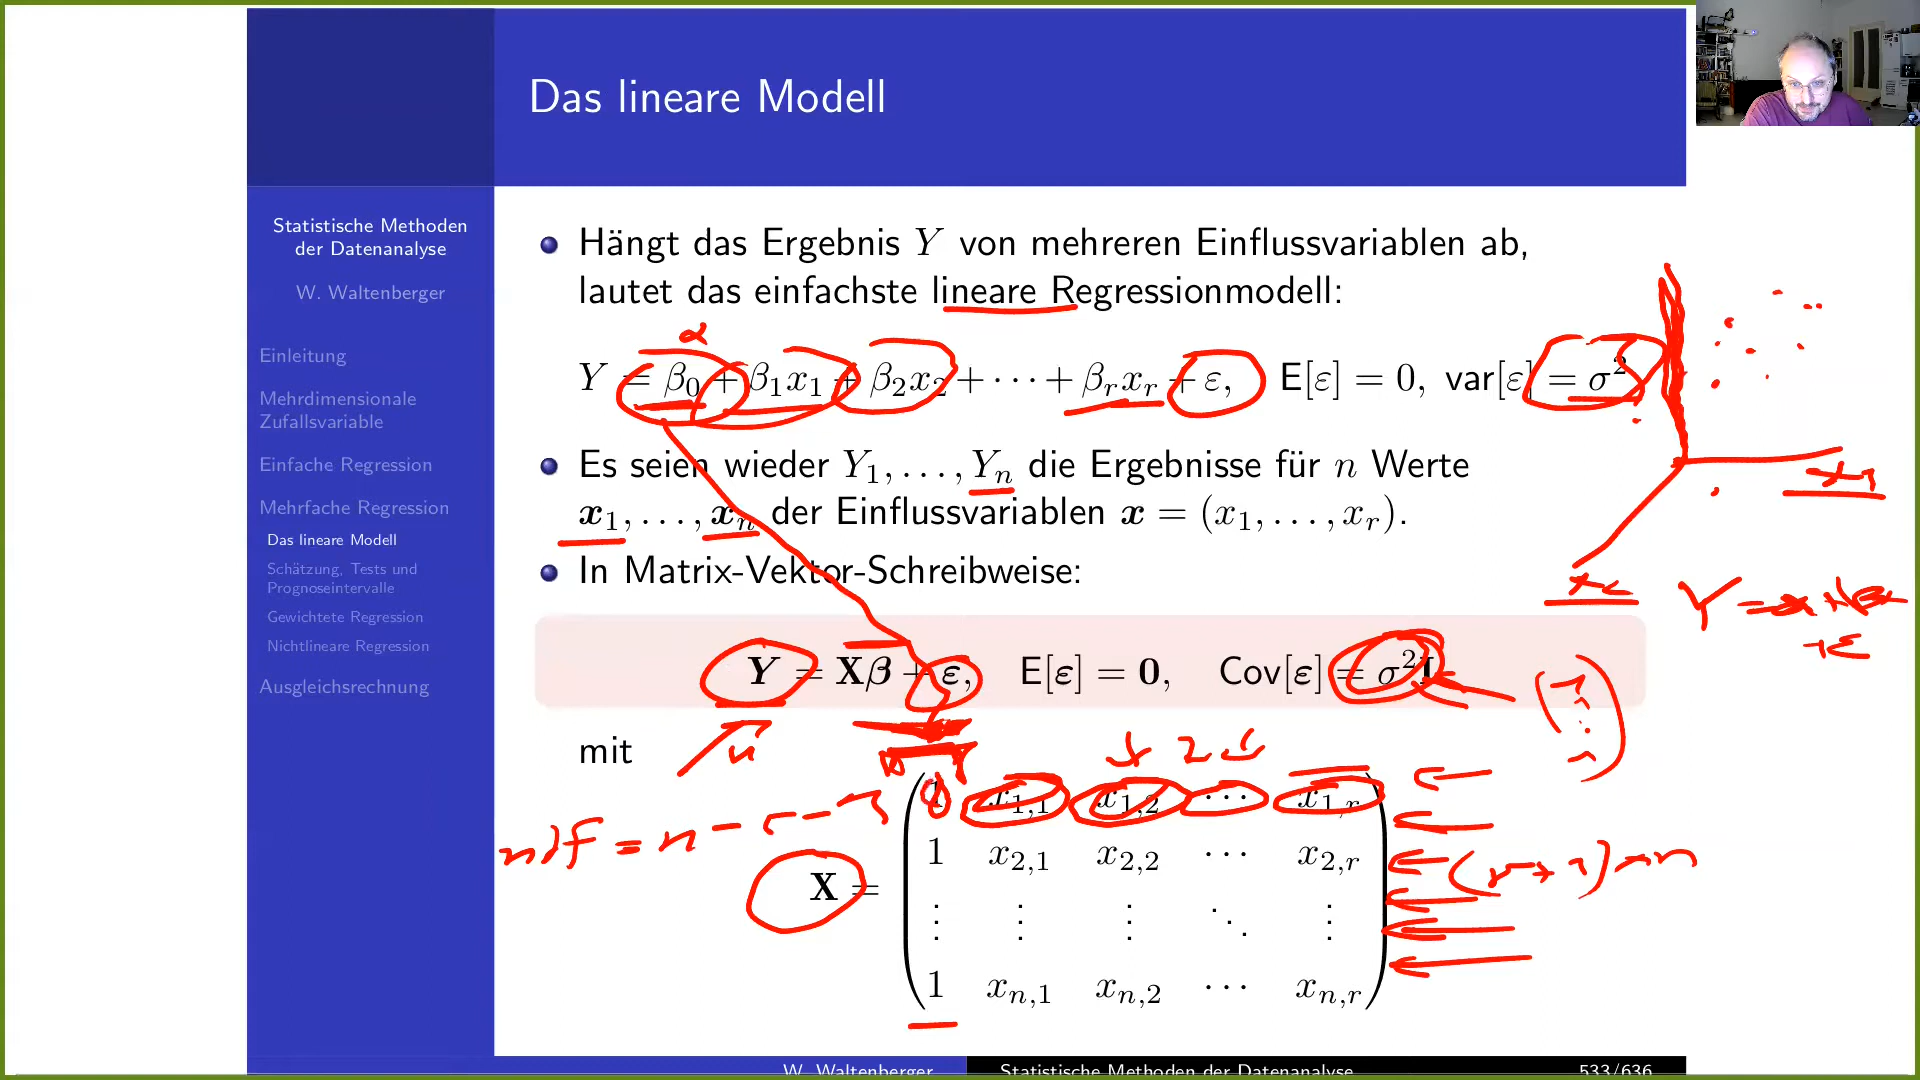 Das lineare Modell
Statistische Methoden
der Datenanalyse
W. Waltenberger
Einleitung
Mehrdimensionale
Zufallsvariable
Einfache Regression
Mehrfache Regression
Das lineare Modell
Schätzung, Tests und
Prognoseintervalle
Gewichtete Regression
Nichtlineare Regression
Ausgleichsrechnung
Hängt das Ergebnis Y von mehreren Einflussvariablen ab,
lautet das einfachste lineare Regressionmodell:
α
Y = β₀ + β₁x₁ + β₂x₂ + ⋯ + βᵣxᵣ + ε, E[ε] = 0, var[ε] = σ²
Es seien wieder Y₁, …, Yₙ die Ergebnisse für n Werte
x₁, …, xₙ der Einflussvariablen x = (x₁, …, xᵣ).
In Matrix-Vektor-Schreibweise:
Y = Xβ + ε, E[ε] = 0, Cov[ε] = σ²I
mit
X =
1 x₁,₁ x₁,₂ ⋯ x₁,ᵣ
1 x₂,₁ x₂,₂ ⋯ x₂,ᵣ
⋮ ⋮ ⋮ ⋱ ⋮
1 xₙ,₁ xₙ,₂ ⋯ xₙ,ᵣ
ndf = n - r - 1
(r+1)
x₁
x₂
W. Waltenberger
Statistische Methoden der Datenanalyse
533/636